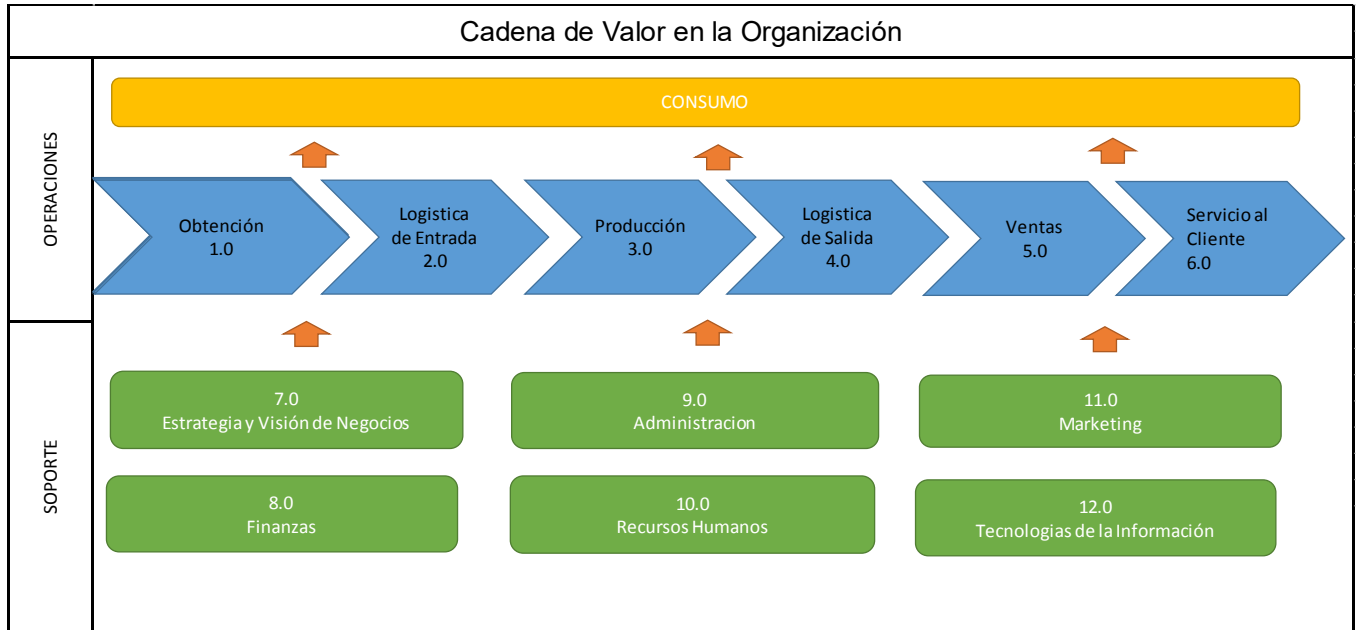 Cadena de Valor en la Organización
OPERACIONES
CONSUMO
Obtención
1.0
Logistica
de Entrada
2.0
Producción
3.0
Logistica
de Salida
4.0
Ventas
5.0
Servicio al
Cliente
6.0
SOPORTE
7.0
Estrategia y Visión de Negocios
9.0
Administracion
11.0
Marketing
8.0
Finanzas
10.0
Recursos Humanos
12.0
Tecnologias de la Información